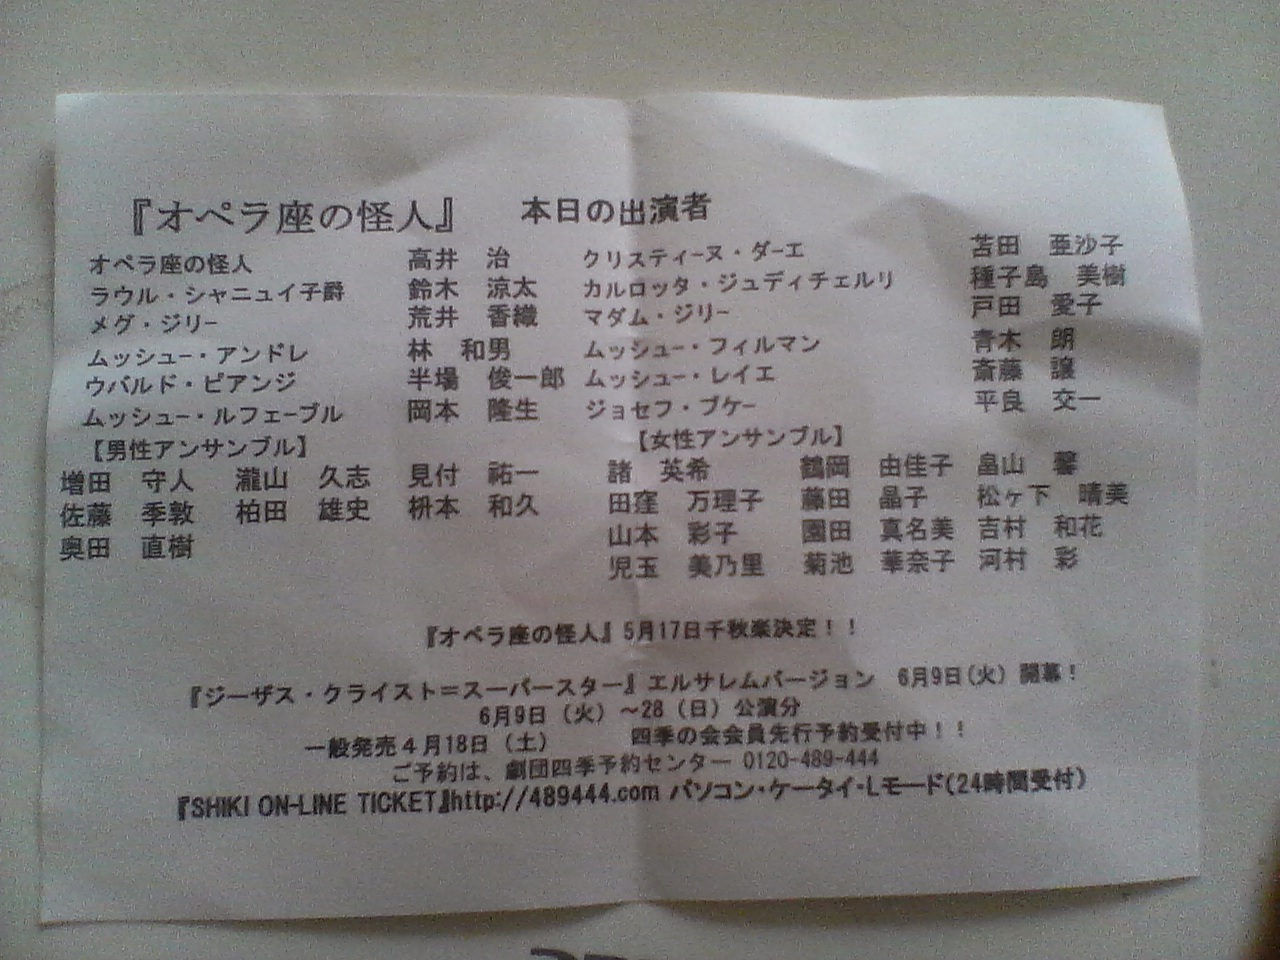 『オペラ座の怪人』 本日の出演者
オペラ座の怪人 高井 治 クリスティーヌ・ダーエ 苫田 亜沙子
ラウル・シャニュイ子爵 鈴木 涼太 カルロッタ・ジュディチェルリ 種子島 美樹
メグ・ジリー 荒井 香織 マダム・ジリー 戸田 愛子
ムッシュー・アンドレ 林 和男 ムッシュー・フィルマン 青木 朗
ウバルド・ピアンジ 半場 俊一郎 ムッシュー・レイエ 斎藤 譲
ムッシュー・ルフェーブル 岡本 隆生 ジョセフ・ブケー 平良 交一
【男性アンサンブル】 【女性アンサンブル】
増田 守人 瀧山 久志 見付 祐一 諸 英希 鶴岡 由佳子 畠山 馨
佐藤 季敦 柏田 雄史 枡本 和久 田窪 万理子 藤田 晶子 松ヶ下 晴美
奥田 直樹 山本 彩子 園田 真名美 吉村 和花
児玉 美乃里 菊池 華奈子 河村 彩
『オペラ座の怪人』5月17日千秋楽決定！！
『ジーザス・クライスト=スーパースター』エルサレムバージョン 6月9日(火) 開幕！
6月9日（火）～28（日）公演分
一般発売４月18日（土） 四季の会会員先行予約受付中！！
ご予約は、劇団四季予約センター 0120-489-444
『SHIKI ON-LINE TICKET』http://489444.com パソコン・ケータイ・Lモード(24時間受付)